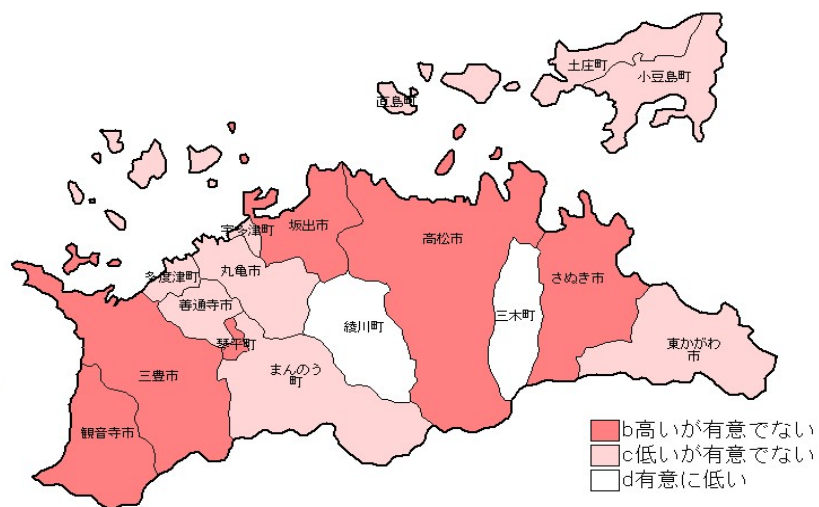 土庄町
小豆島町
直島町
宇多津町
坂出市
高松市
多度津町
丸亀市
さぬき市
善通寺市
三木町
綾川町
琴平町
東かがわ
市
まんのう
町
三豊市
観音寺市
b高いが有意でない
c低いが有意でない
d有意に低い